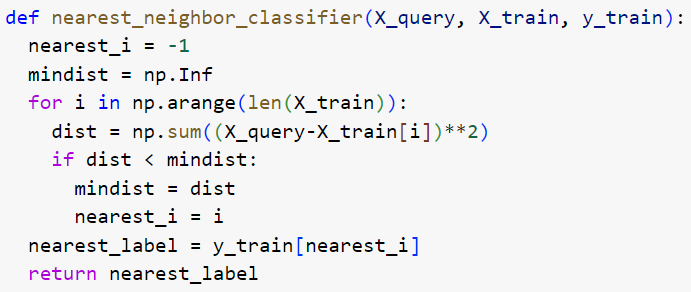 def nearest_neighbor_classifier(X_query, X_train, y_train):
  nearest_i = -1
  mindist = np.Inf
  for i in np.arange(len(X_train)):
    dist = np.sum((X_query-X_train[i])**2)
    if dist < mindist:
      mindist = dist
      nearest_i = i
  nearest_label = y_train[nearest_i]
  return nearest_label